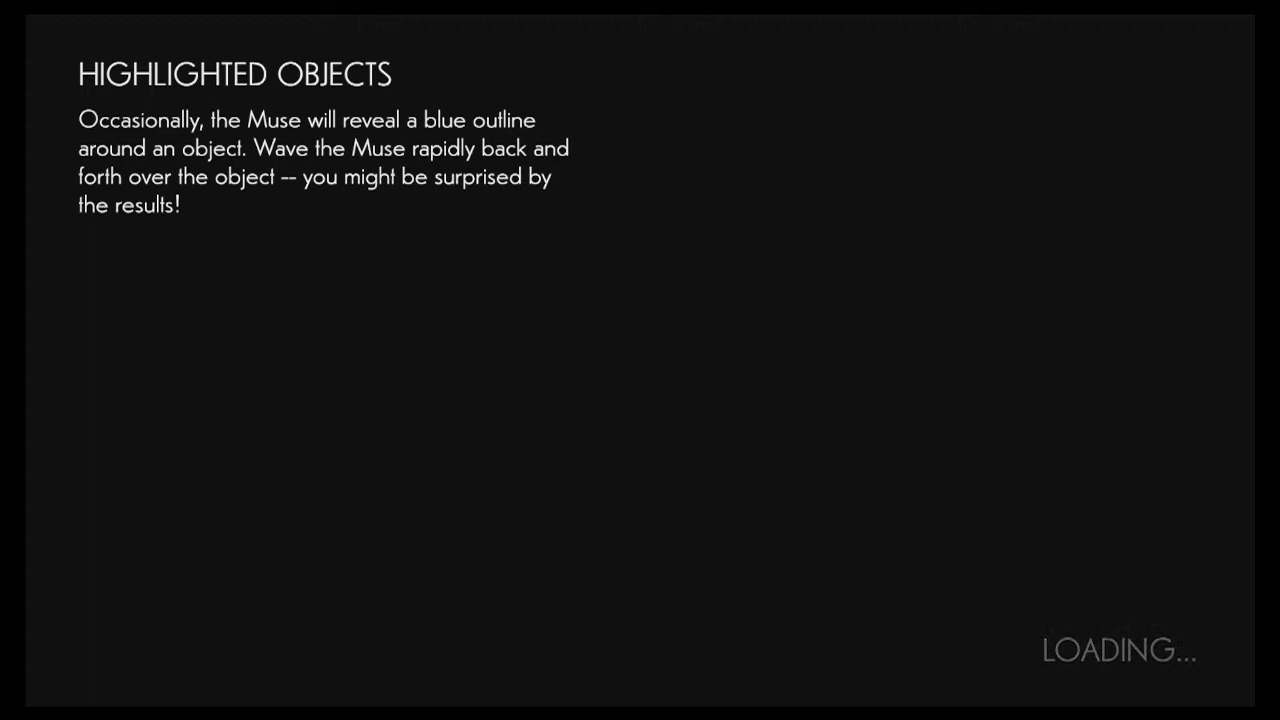 HIGHLIGHTED OBJECTS
Occasionally, the Muse will reveal a blue outline
around an object. Wave the Muse rapidly back and
forth over the object -- you might be surprised by
the results!
LOADING...